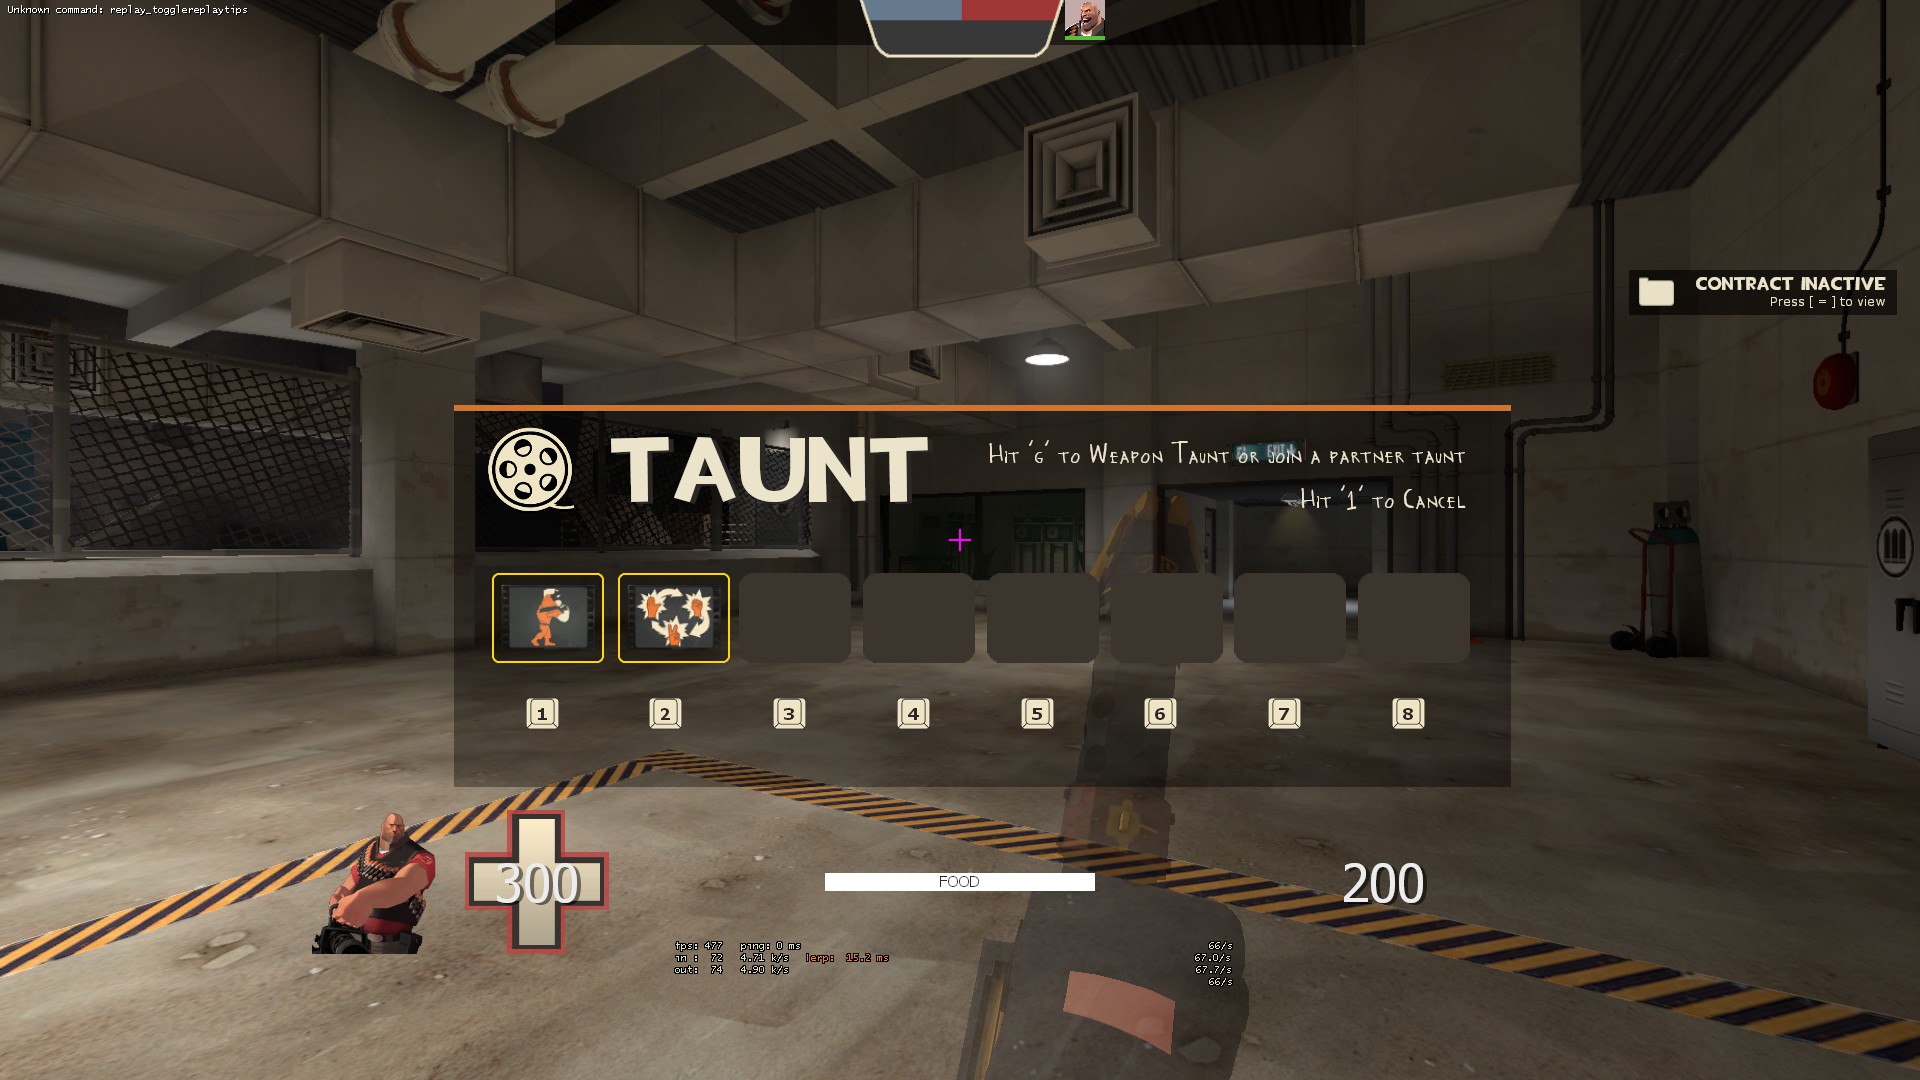 Unknown command: replay_togglereplaytips
CONTRACT INACTIVE
Press [ = ] to view
TAUNT
Hit 'G' to Weapon Taunt or join a partner taunt
Hit '1' to Cancel
1 2 3 4 5 6 7 8
300
FOOD
200
fps: 477 ping: 0 ms
in : 72 4.71 k/s lerp: 15.2 ms
out: 74 4.90 k/s
66/s
67.0/s
67.7/s
66/s